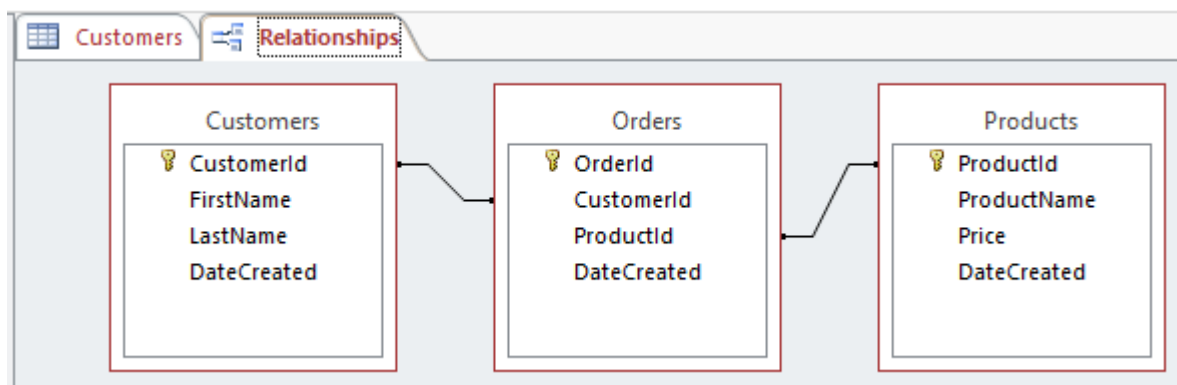 Customers
Relationships
Customers
CustomerId
FirstName
LastName
DateCreated
Orders
OrderId
CustomerId
ProductId
DateCreated
Products
ProductId
ProductName
Price
DateCreated